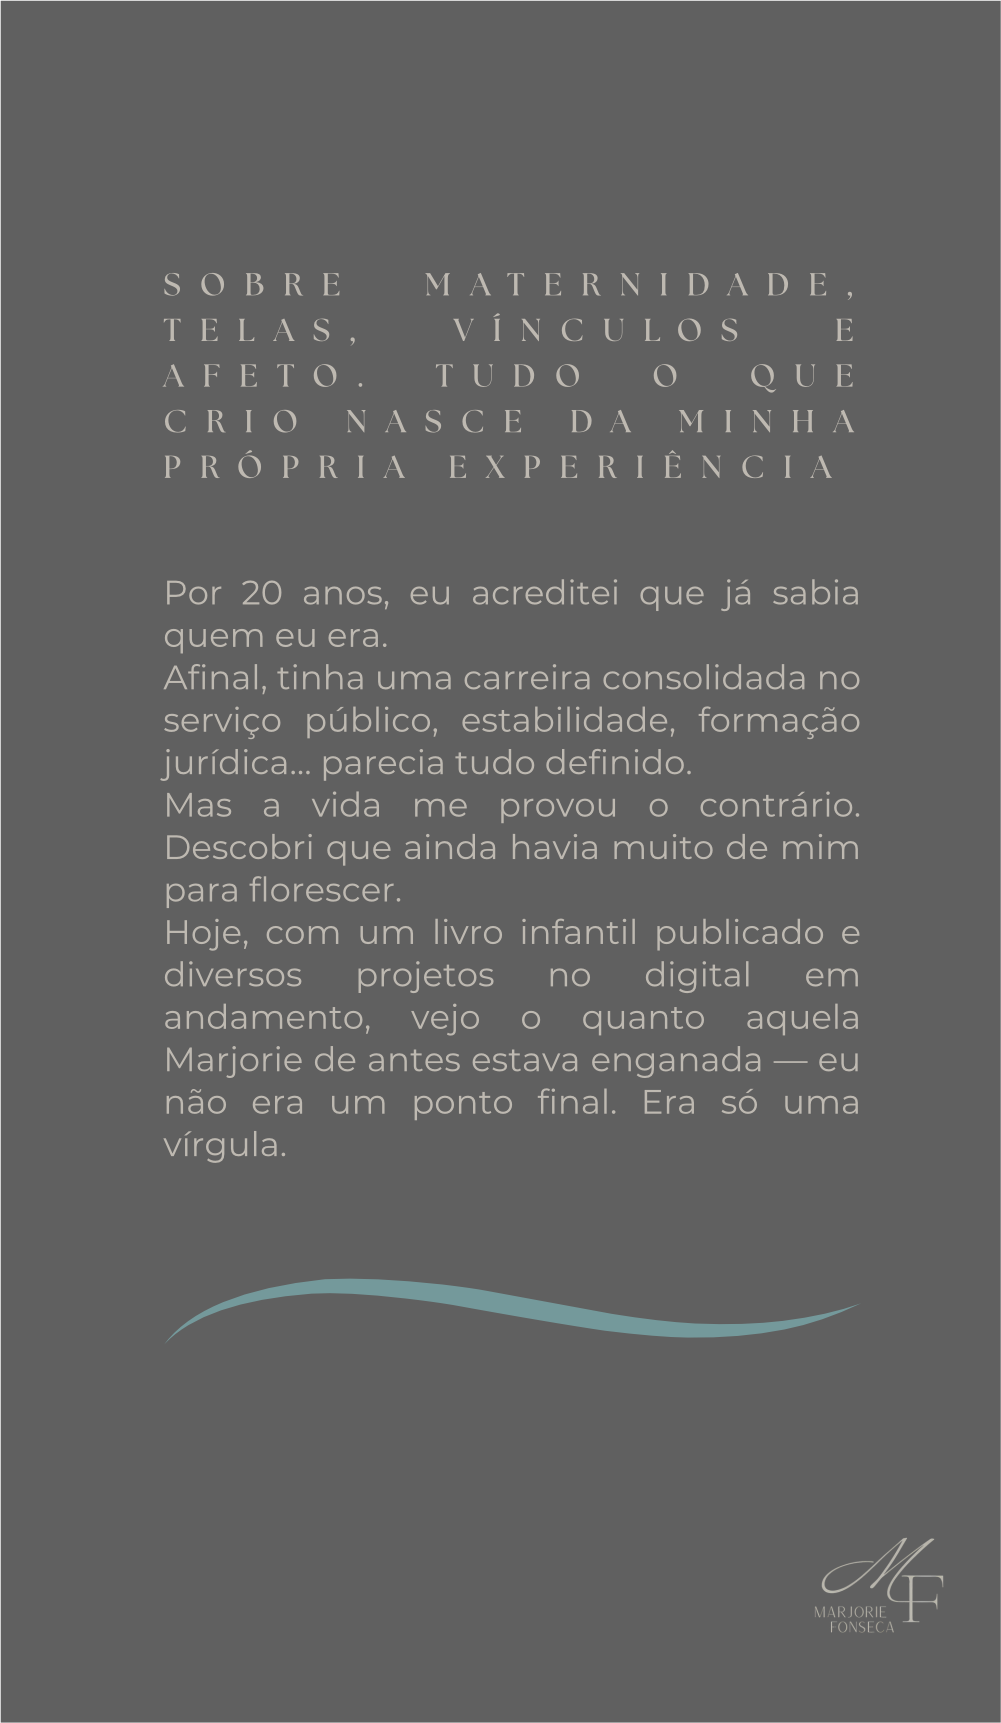 SOBRE MATERNIDADE,
TELAS, VÍNCULOS E
AFETO. TUDO O QUE
CRIO NASCE DA MINHA
PRÓPRIA EXPERIÊNCIA
Por 20 anos, eu acreditei que já sabia
quem eu era.
Afinal, tinha uma carreira consolidada no
serviço público, estabilidade, formação
jurídica... parecia tudo definido.
Mas a vida me provou o contrário.
Descobri que ainda havia muito de mim
para florescer.
Hoje, com um livro infantil publicado e
diversos projetos no digital em
andamento, vejo o quanto aquela
Marjorie de antes estava enganada — eu
não era um ponto final. Era só uma
vírgula.
MF
MARJORIE
FONSECA